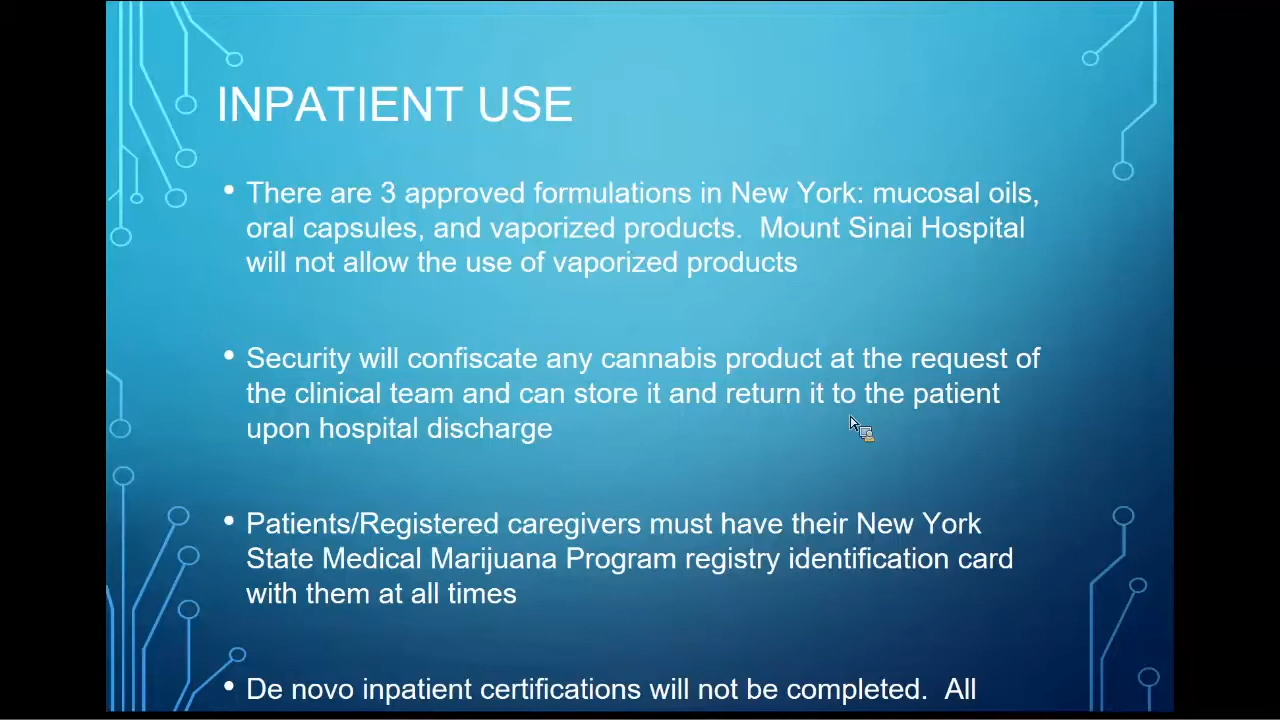 INPATIENT USE
• There are 3 approved formulations in New York: mucosal oils,
oral capsules, and vaporized products.  Mount Sinai Hospital
will not allow the use of vaporized products
• Security will confiscate any cannabis product at the request of
the clinical team and can store it and return it to the patient
upon hospital discharge
• Patients/Registered caregivers must have their New York
State Medical Marijuana Program registry identification card
with them at all times
• De novo inpatient certifications will not be completed.  All